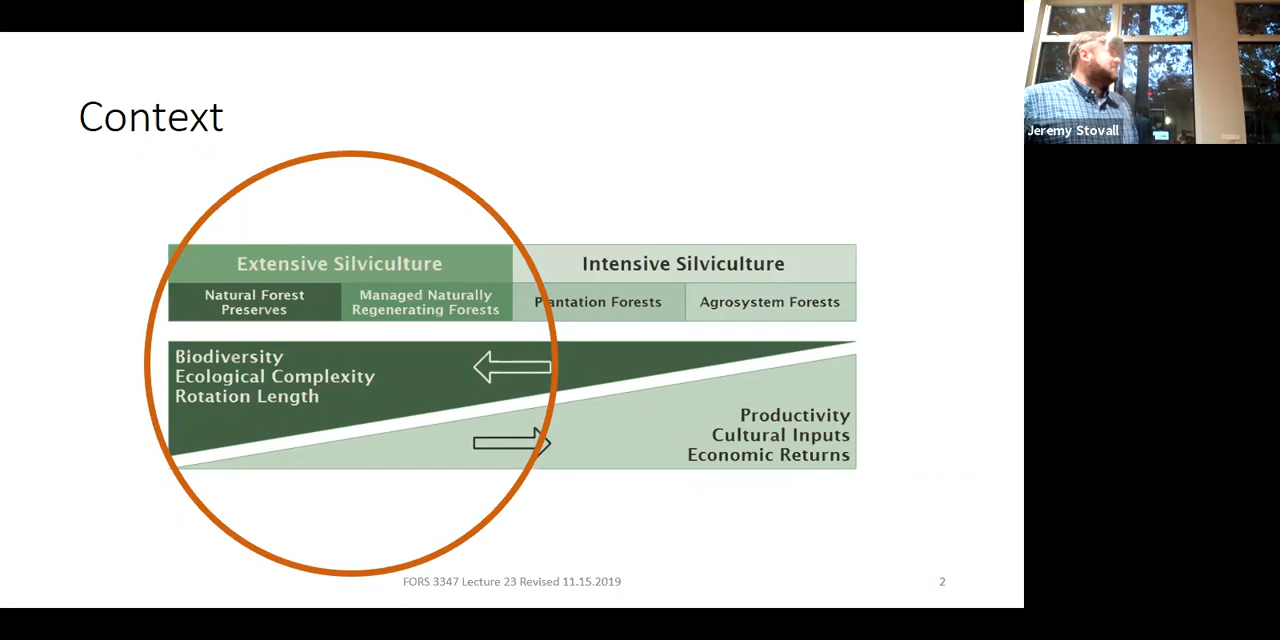 Context
Extensive Silviculture
Intensive Silviculture
Natural Forest
Preserves
Managed Naturally
Regenerating Forests
Plantation Forests
Agrosystem Forests
Biodiversity
Ecological Complexity
Rotation Length
Productivity
Cultural Inputs
Economic Returns
FORS 3347 Lecture 23 Revised 11.15.2019
2
Jeremy Stovall